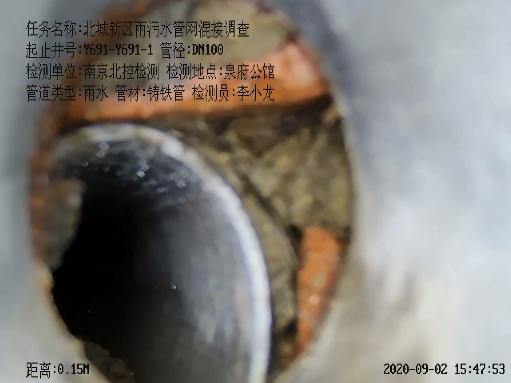 任务名称:北城新区雨污水管网混接调查
起止井号:Y691-Y691-1 管径:DN100
检测单位:南京北控检测 检测地点:泉府公馆
管道类型:雨水 管材:铸铁管 检测员:李小龙
距离:0.15M
2020-09-02 15:47:53